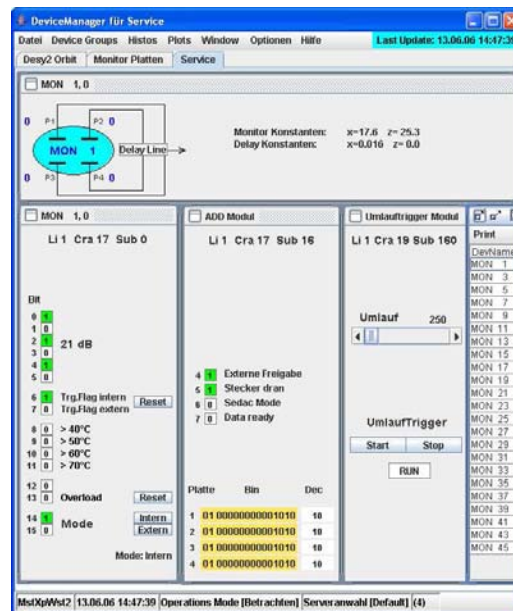 DeviceManager für Service
Datei Device Groups Histos Plots Window Optionen Hilfe Last Update: 13.06.06 14:47:39
Desy2 Orbit Monitor Platten Service
MON 1, 0
0 P1 P2 0
MON 1 Delay Line
0 P3 P4 0
Monitor Konstanten: x=17.6 z= 25.3
Delay Konstanten: x=0.016 z= 0.0
MON 1, 0
Li 1 Cra 17 Sub 0
Bit
0 1
1 0
2 1 21 dB
3 0
4 1
5 0
6 1 Trg.Flag intern Reset
7 0 Trg.Flag extern
8 0 > 40°C
9 0 > 50°C
10 0 > 60°C
11 0 > 70°C
12 0
13 0 Overload Reset
14 1 Mode Intern
15 0 Extern
Mode: Intern
ADD Modul
Li 1 Cra 17 Sub 16
4 1 Externe Freigabe
5 1 Stecker dran
6 0 Sedac Mode
7 0 Data ready
Platte Bin Dec
1 01 00000000001010 10
2 01 00000000001010 10
3 01 00000000001010 10
4 01 00000000001010 10
Umlauftrigger Modul
Li 1 Cra 19 Sub 160
Umlauf 250
UmlaufTrigger
Start Stop
RUN
Print
DevName
MON 1
MON 3
MON 5
MON 7
MON 9
MON 11
MON 13
MON 15
MON 17
MON 19
MON 21
MON 23
MON 25
MON 27
MON 29
MON 31
MON 33
MON 35
MON 37
MON 39
MON 41
MON 43
MON 45
MstXpWst2 13.06.06 14:47:39 Operations Mode [Betrachten] Serveranwahl [Default] (4)